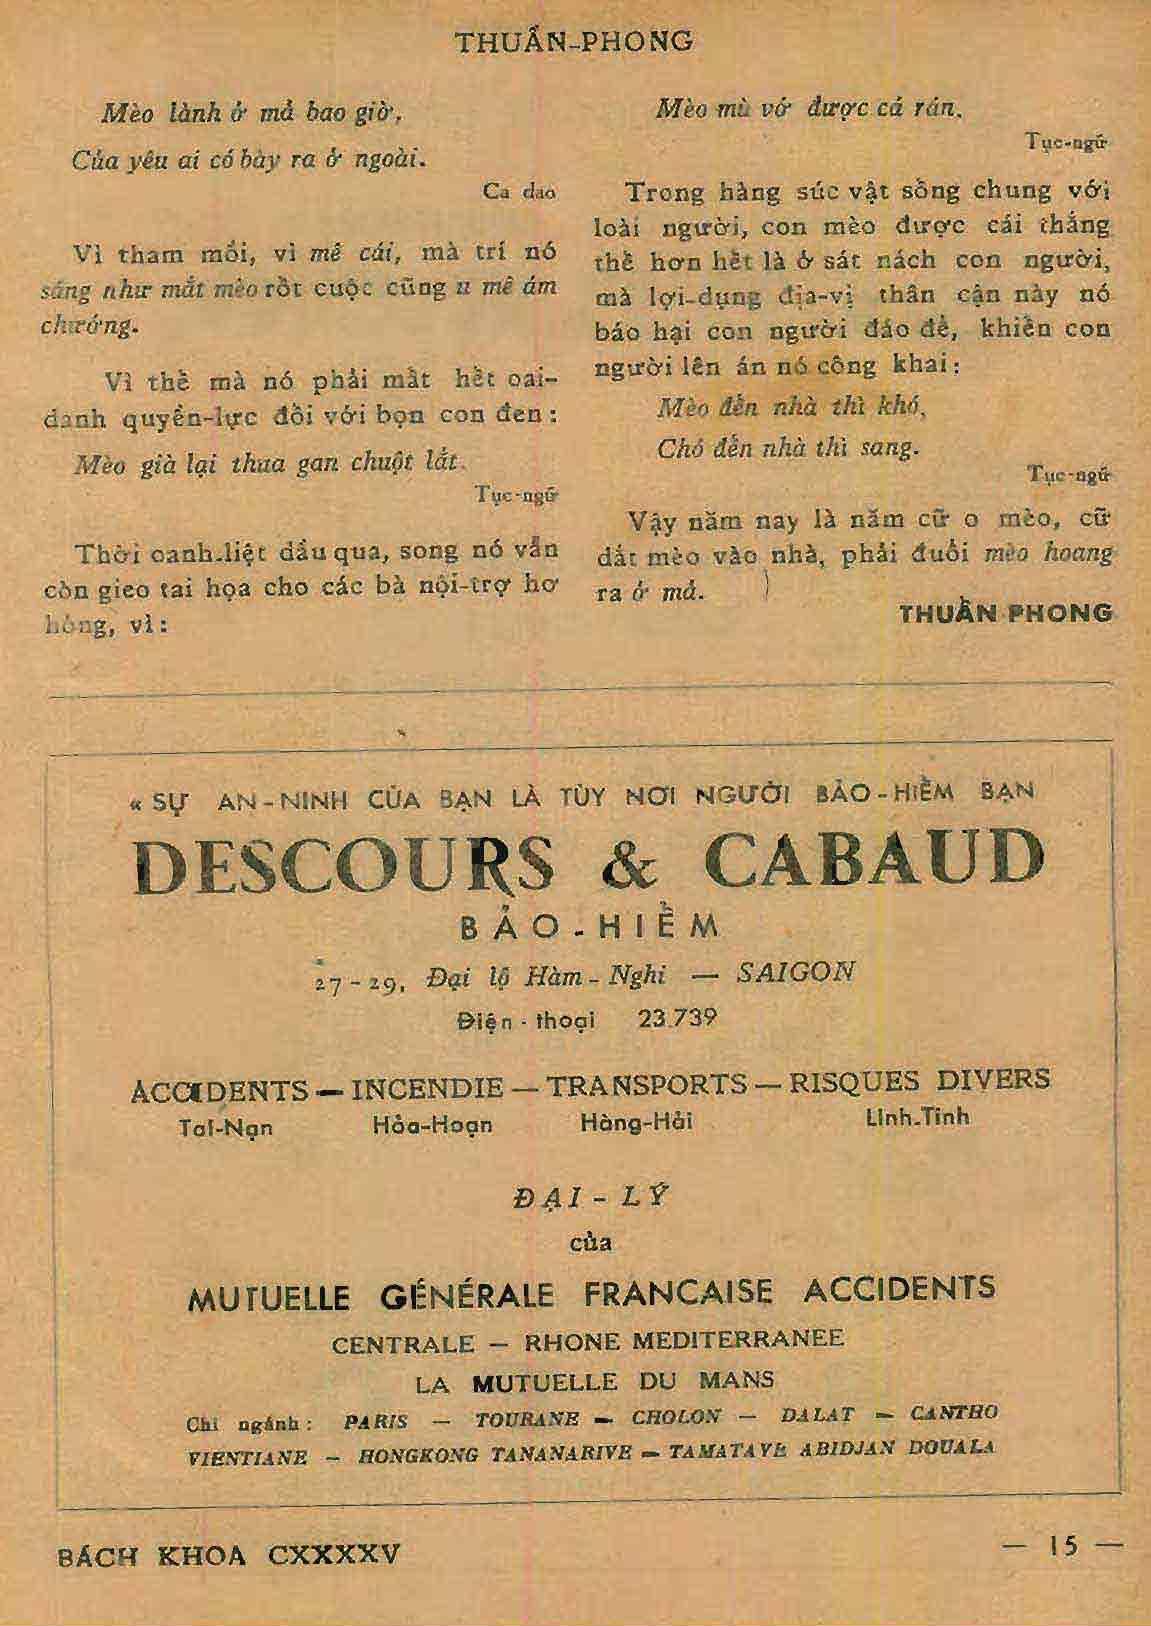 THUẦN-PHONG
Mèo lành ở mả bao giờ,
Của yêu ai có bày ra ở ngoài.
Ca dao
Vì tham mồi, vì mê cái, mà trí nó
sáng như mắt mèo rốt cuộc cũng u mê ám
chướng.
Vì thế mà nó phải mất hết oai-
danh quyền-lực đối với bọn con đen :
Mèo già lại thua gan chuột lắt.
Tục-ngữ
Thời oanh-liệt dầu qua, song nó vẫn
còn gieo tai họa cho các bà nội-trợ hơ
hỏng, vì :
Mèo mù vớ được cá rán.
Tục-ngữ
Trong hàng súc vật sống chung với
loài người, con mèo được cái thắng
thế hơn hết là ở sát nách con người,
mà lợi-dụng địa-vị thân cận này nó
báo hại con người đáo đề, khiến con
người lên án nó công khai :
Mèo đến nhà thì khó,
Chó đến nhà thì sang.
Tục-ngữ
Vậy năm nay là năm cữ o mèo, cữ
dắt mèo vào nhà, phải đuổi mèo hoang
ra ở mả.
THUẦN PHONG
« SỰ AN-NINH CỦA BẠN LÀ TÙY NƠI NGƯỜI BẢO-HIỂM BẠN
DESCOURS & CABAUD
BẢO-HIỂM
27-29, Đại lộ Hàm-Nghi — SAIGON
Điện-thoại 23.739
ACCIDENTS — INCENDIE — TRANSPORTS — RISQUES DIVERS
Tai-Nạn Hỏa-Hoạn Hàng-Hải Linh-Tinh
ĐẠI-LÝ
của
MUTUELLE GÉNÉRALE FRANCAISE ACCIDENTS
CENTRALE — RHONE MEDITERRANEE
LA MUTUELLE DU MANS
Chi ngánh : PARIS — TOURANE — CHOLON — DALAT — CANTHO
VIENTIANE — HONGKONG TANANARIVE — TAMATAVE ABIDJAN DOUALA
BÁCH KHOA CXXXXV
— 15 —